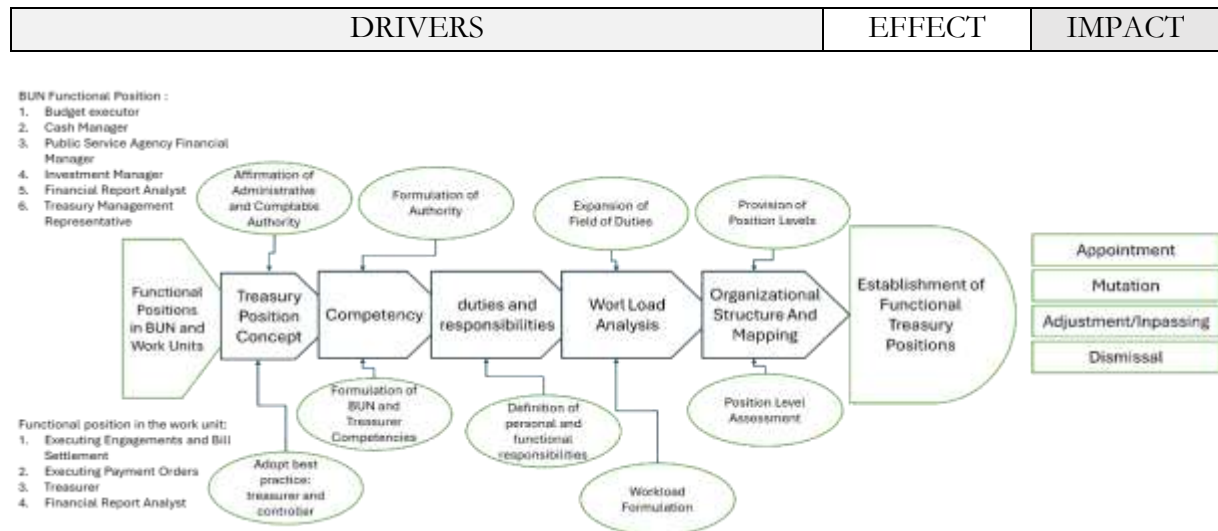 DRIVERS EFFECT IMPACT
BUN Functional Position :
1. Budget executor
2. Cash Manager
3. Public Service Agency Financial
Manager
4. Investment Manager
5. Financial Report Analyst
6. Treasury Management
Representative
Affirmation of
Administrative
and Comptable
Authority
Formulation of
Authority
Expansion of
Field of Duties
Provision of
Position Levels
Functional
Positions
in BUN and
Work Units
Treasury
Position
Concept
Competency
duties and
responsibilities
Worl Load
Analysis
Organizational
Structure And
Mapping
Establishment of
Functional
Treasury
Positions
Appointment
Mutation
Adjustment/Inpassing
Dismissal
Functional position in the work unit:
1. Executing Engagements and Bill
Settlement
2. Executing Payment Orders
3. Treasurer
4. Financial Report Analyst
Adopt best
practice:
treasurer and
controller
Formulation of
BUN and
Treasurer
Competencies
Definition of
personal and
functional
responsibilities
Workload
Formulation
Position Level
Assessment